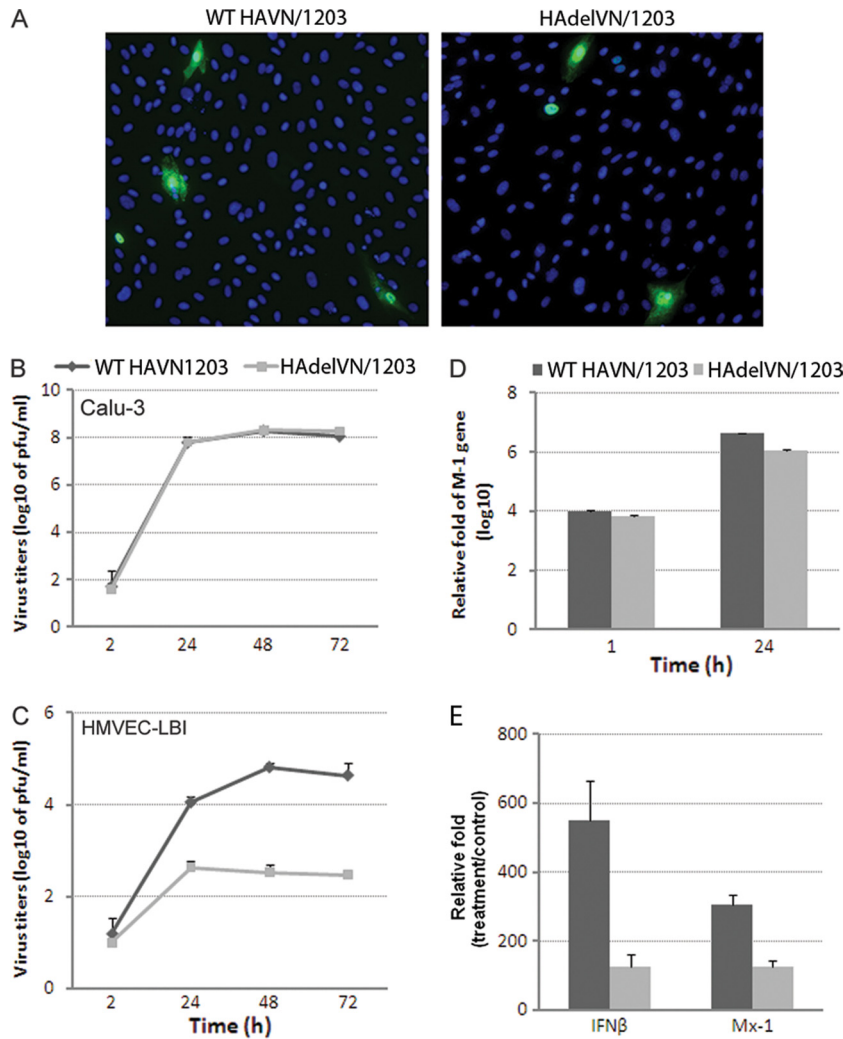 A
WT HAVN/1203
HAdelVN/1203
B
WT HAVN1203
HAdelVN/1203
Calu-3
Virus titers (log10 of pfu/ml)
10
8
6
4
2
0
2 24 48 72
C
HMVEC-LBI
Virus titers (log10 of pfu/ml)
6
4
2
0
2 24 48 72
Time (h)
D
WT HAVN/1203
HAdelVN/1203
Relative fold of M-1 gene
(log10)
8
6
4
2
0
1 24
Time (h)
E
Relative fold
(treatment/control)
800
600
400
200
0
IFNβ Mx-1